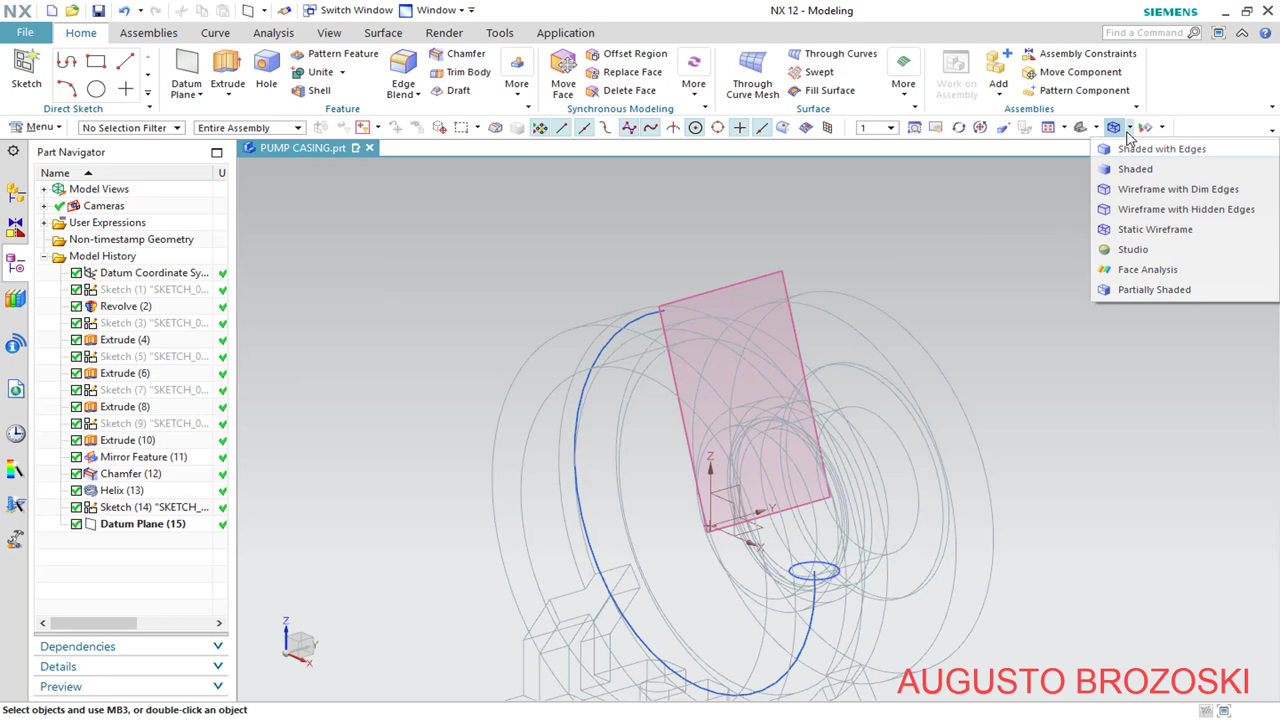 NX
Switch Window
Window
NX 12 - Modeling
SIEMENS
File
Home
Assemblies
Curve
Analysis
View
Surface
Render
Tools
Application
Find a Command
Sketch
Direct Sketch
Datum Plane
Extrude
Hole
Pattern Feature
Unite
Shell
Edge Blend
Chamfer
Trim Body
Draft
More
Feature
Move Face
Offset Region
Replace Face
Delete Face
More
Synchronous Modeling
Through Curve Mesh
Through Curves
Swept
Fill Surface
More
Surface
Work on Assembly
Add
Assembly Constraints
Move Component
Pattern Component
Assemblies
Menu
No Selection Filter
Entire Assembly
1
Part Navigator
PUMP CASING.prt
Name
U
Model Views
Cameras
User Expressions
Non-timestamp Geometry
Model History
Datum Coordinate Sy...
Sketch (1) "SKETCH_0...
Revolve (2)
Sketch (3) "SKETCH_0...
Extrude (4)
Sketch (5) "SKETCH_0...
Extrude (6)
Sketch (7) "SKETCH_0...
Extrude (8)
Sketch (9) "SKETCH_0...
Extrude (10)
Mirror Feature (11)
Chamfer (12)
Helix (13)
Sketch (14) "SKETCH_...
Datum Plane (15)
Dependencies
Details
Preview
Shaded with Edges
Shaded
Wireframe with Dim Edges
Wireframe with Hidden Edges
Static Wireframe
Studio
Face Analysis
Partially Shaded
Z
Y
X
Z
Y
X
AUGUSTO BROZOSKI
Select objects and use MB3, or double-click an object